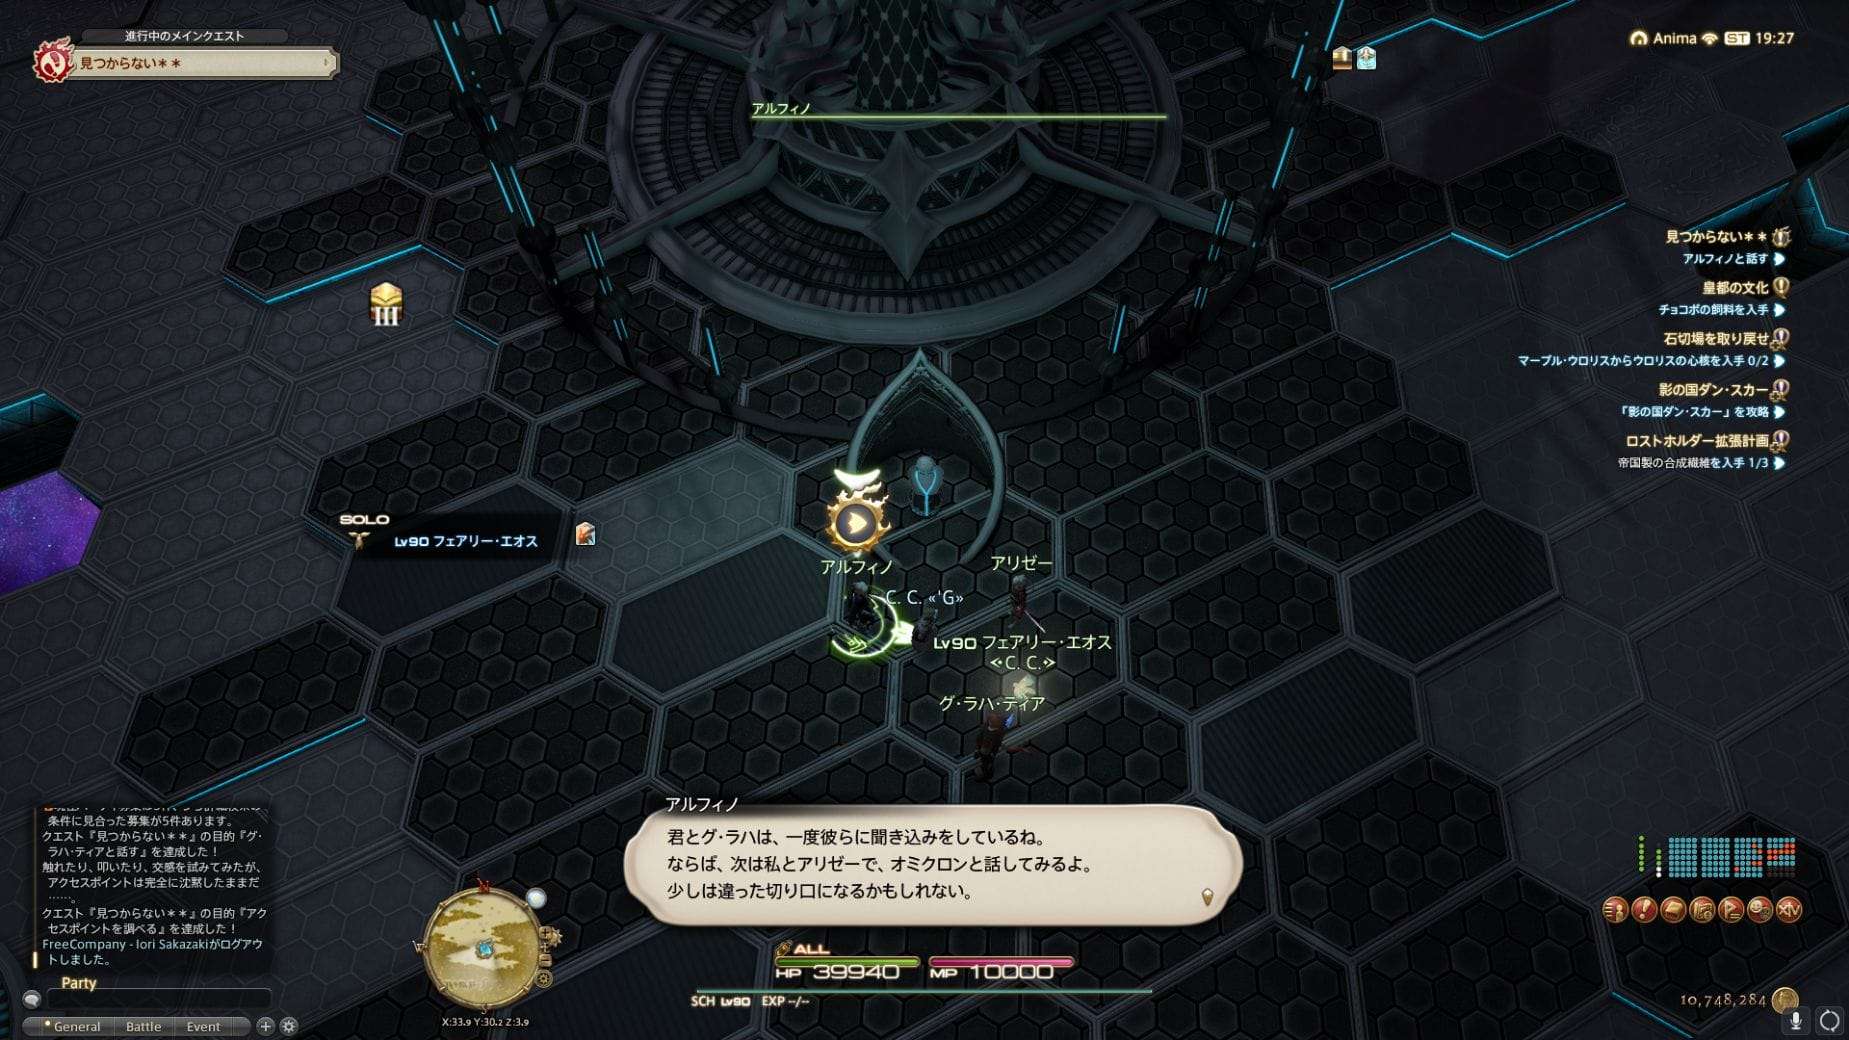 進行中のメインクエスト
見つからない＊＊
Anima ST 19:27
アルフィノ
見つからない＊＊
アルフィノと話す
皇都の文化
チョコボの飼料を入手
石切場を取り戻せ
マーブル・ウロリスからウロリスの心核を入手 0/2
影の国ダン・スカー
「影の国ダン・スカー」を攻略
ロストホルダー拡張計画
帝国製の合成繊維を入手 1/3
III
SOLO
Lv90 フェアリー・エオス
アルフィノ
アリゼー
C. C. «'G»
Lv90 フェアリー・エオス
C. C.
グ・ラハ・ティア
アルフィノ
君とグ・ラハは、一度彼らに聞き込みをしているね。
ならば、次は私とアリゼーで、オミクロンと話してみるよ。
少しは違った切り口になるかもしれない。
条件に見合った募集が5件あります。
クエスト『見つからない＊＊』の目的『グ・
ラハ・ティアと話す』を達成した！
触れたり、叩いたり、交感を試みてみたが、
アクセスポイントは完全に沈黙したままだ
……。
クエスト『見つからない＊＊』の目的『アク
セスポイントを調べる』を達成した！
FreeCompany - Iori Sakazakiがログアウ
トしました。
Party
General Battle Event
N
W
S
X:33.9 Y:30.2 Z:3.9
ALL
HP 39940 MP 10000
SCH Lv90 EXP --/--
XIV
10,748,284